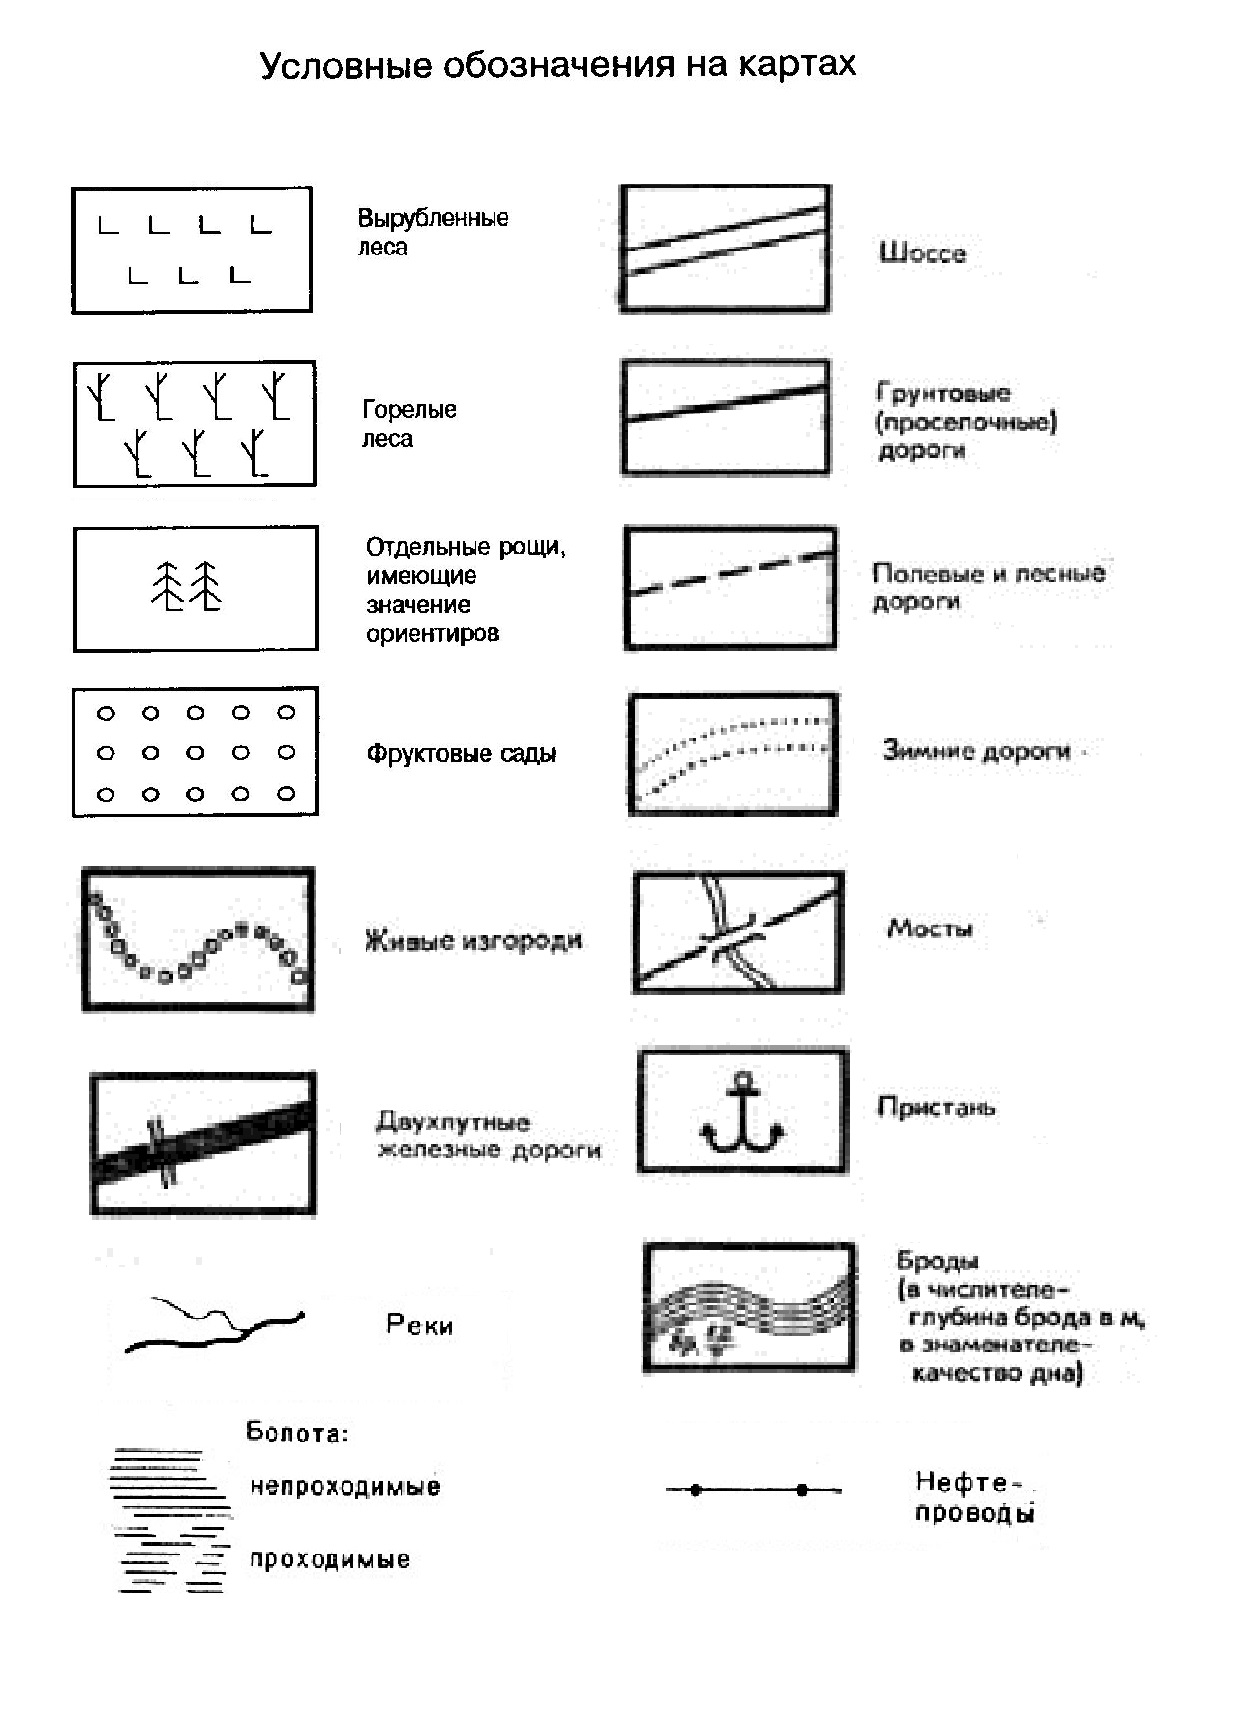 Условные обозначения на картах
Вырубленные
леса
Горелые
леса
Отдельные рощи,
имеющие
значение
ориентиров
Фруктовые сады
Живые изгороди
Двухпутные
железные дороги
Реки
Болота:
непроходимые
проходимые
Шоссе
Грунтовые
(проселочные)
дороги
Полевые и лесные
дороги
Зимние дороги
Мосты
Пристань
Бр.
Броды
(в числителе-
глубина брода в м,
в знаменателе-
качество дна)
Нефте-
проводы